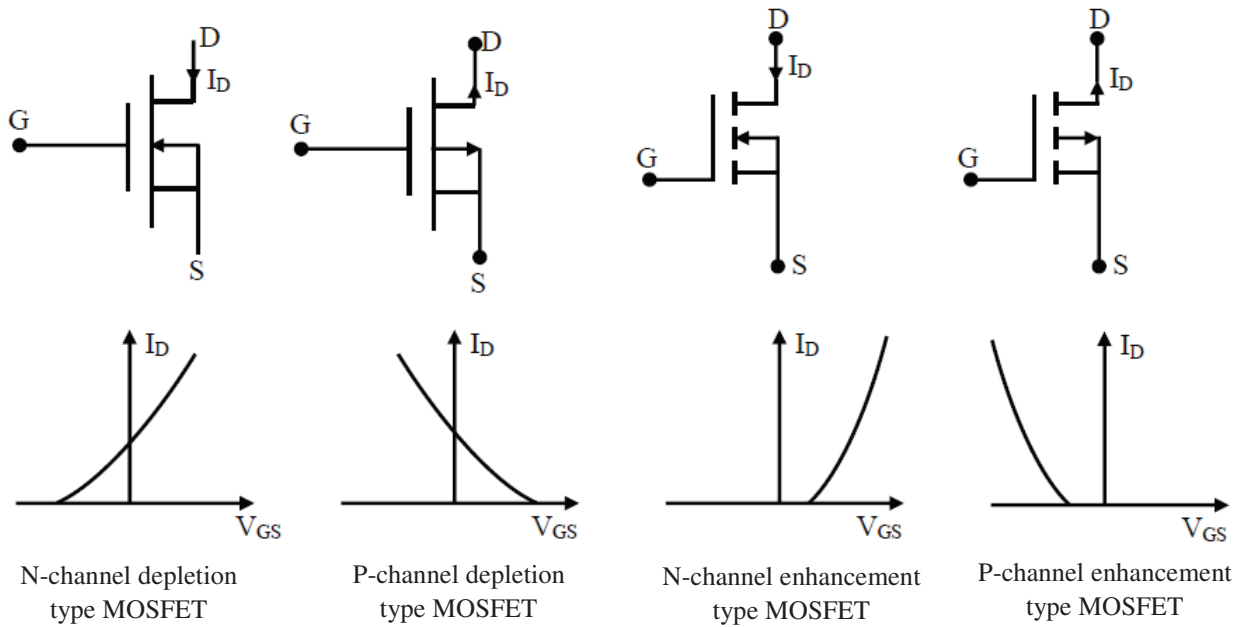 D
I_D
G
S
D
I_D
G
S
D
I_D
G
S
D
I_D
G
S
I_D
V_GS
I_D
V_GS
I_D
V_GS
I_D
V_GS
N-channel depletion
type MOSFET
P-channel depletion
type MOSFET
N-channel enhancement
type MOSFET
P-channel enhancement
type MOSFET